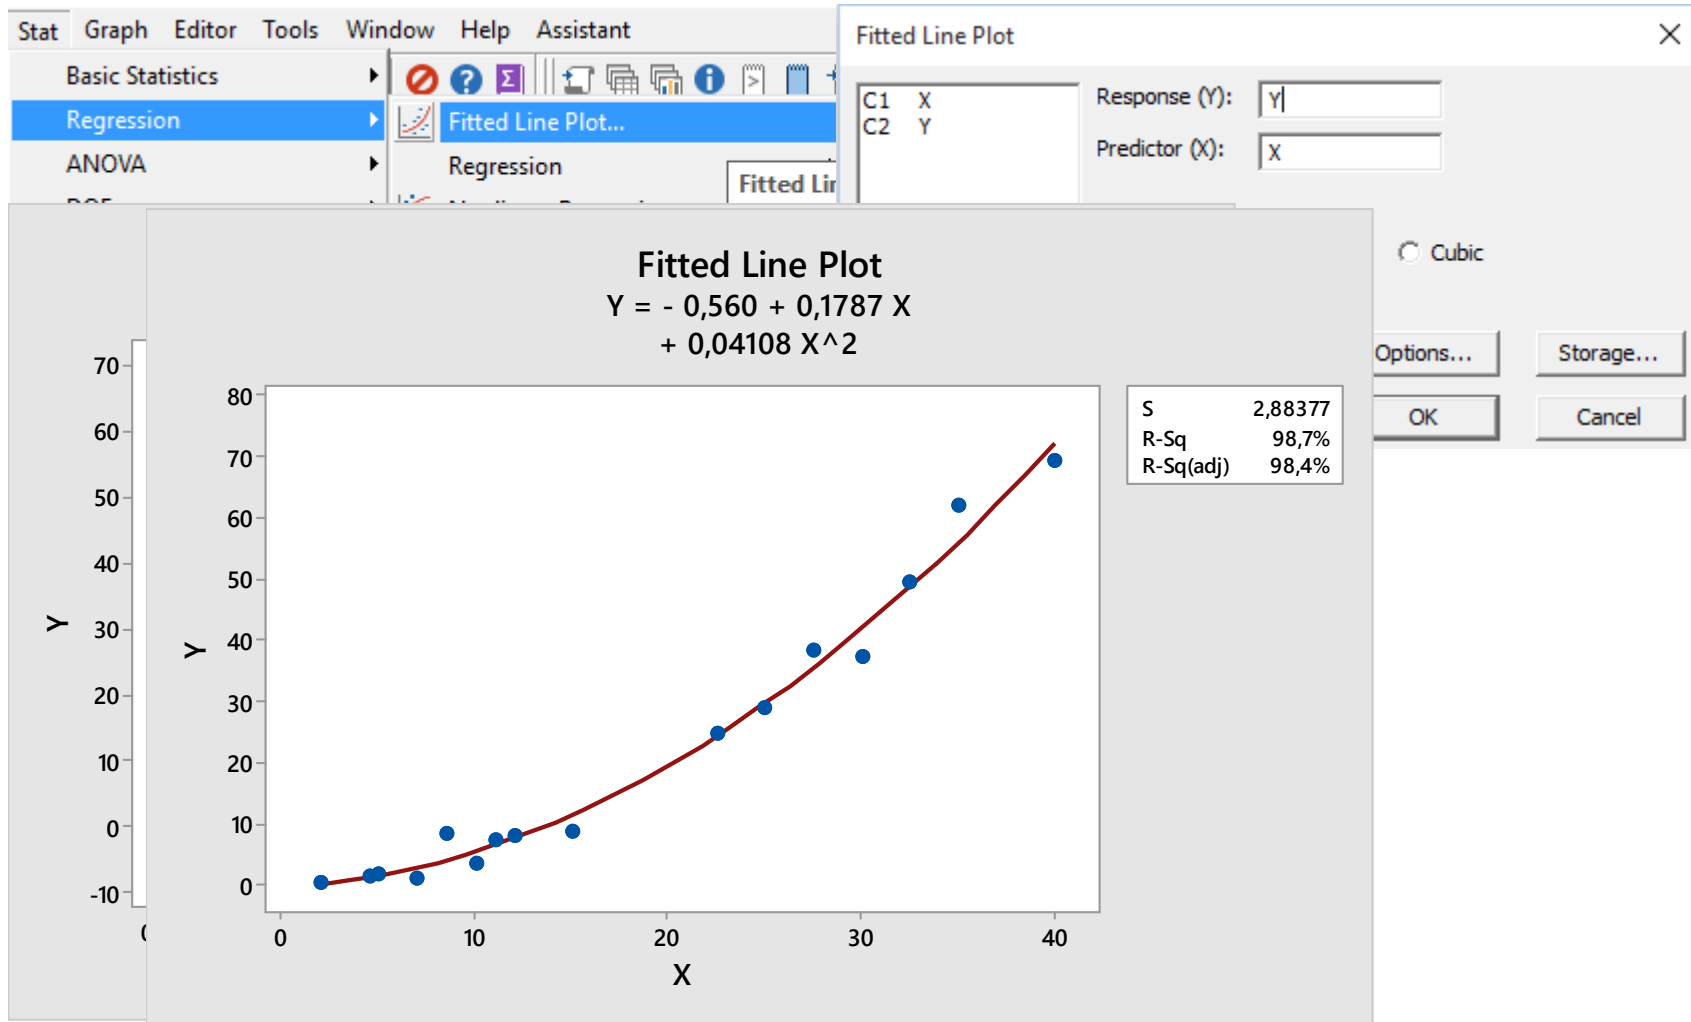 Stat Graph Editor Tools Window Help Assistant
Basic Statistics
Regression
ANOVA
Fitted Line Plot...
Regression
Fitted Line Plot
C1 X
C2 Y
Response (Y): Y
Predictor (X): X
Cubic
Options... Storage...
OK Cancel
Fitted Line Plot
Y = - 0,560 + 0,1787 X
+ 0,04108 X^2
S 2,88377
R-Sq 98,7%
R-Sq(adj) 98,4%
80
70
60
50
40
30
20
10
0
Y
0 10 20 30 40
X
70
60
50
40
30
20
10
0
-10
Y